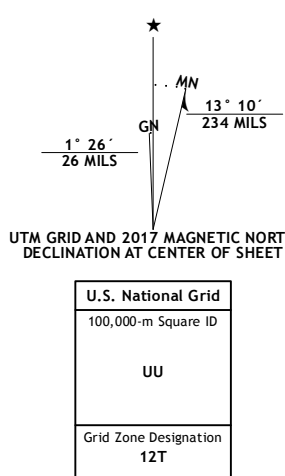 ★
MN
GN
13° 10´
234 MILS
1° 26´
26 MILS
UTM GRID AND 2017 MAGNETIC NORT
DECLINATION AT CENTER OF SHEET
U.S. National Grid
100,000-m Square ID
UU
Grid Zone Designation
12T